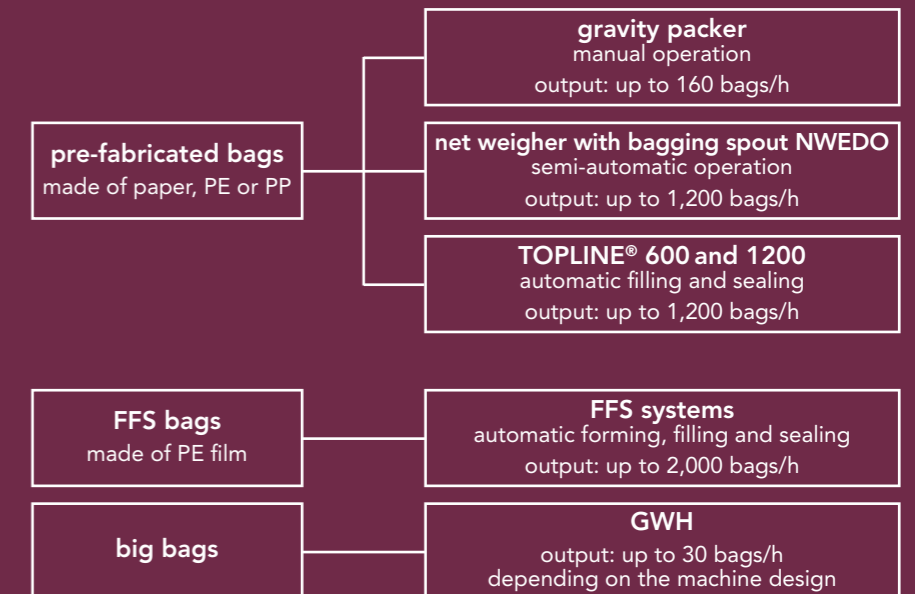 gravity packer
manual operation
output: up to 160 bags/h
pre-fabricated bags
made of paper, PE or PP
net weigher with bagging spout NWEDO
semi-automatic operation
output: up to 1,200 bags/h
TOPLINE® 600 and 1200
automatic filling and sealing
output: up to 1,200 bags/h
FFS bags
made of PE film
FFS systems
automatic forming, filling and sealing
output: up to 2,000 bags/h
big bags
GWH
output: up to 30 bags/h
depending on the machine design